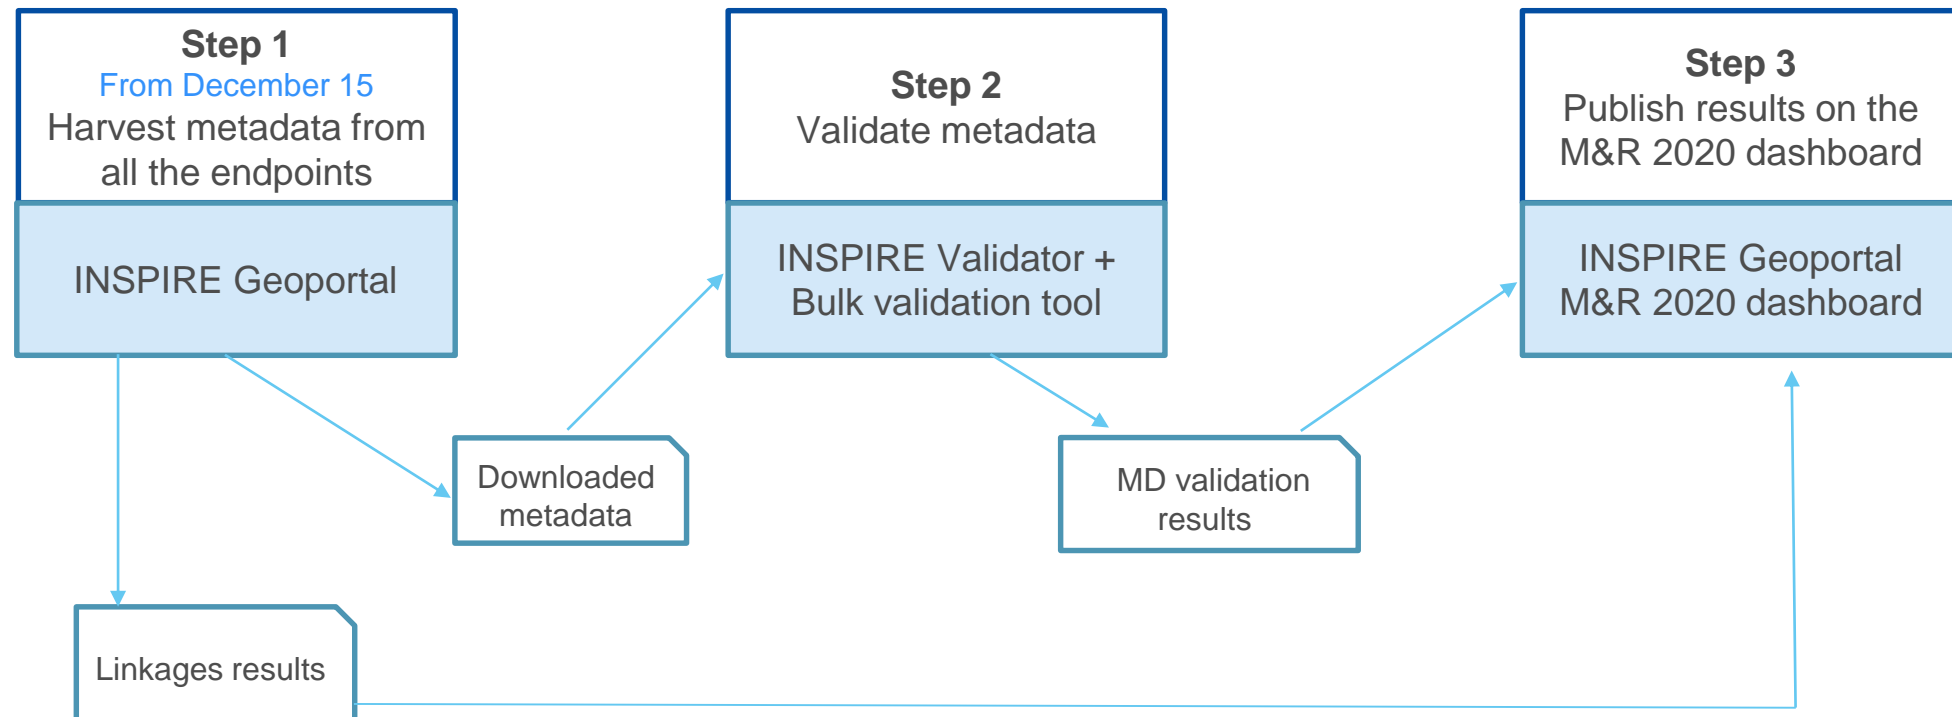 Step 1
From December 15
Harvest metadata from
all the endpoints
INSPIRE Geoportal
Step 2
Validate metadata
INSPIRE Validator +
Bulk validation tool
Step 3
Publish results on the
M&R 2020 dashboard
INSPIRE Geoportal
M&R 2020 dashboard
Downloaded
metadata
MD validation
results
Linkages results